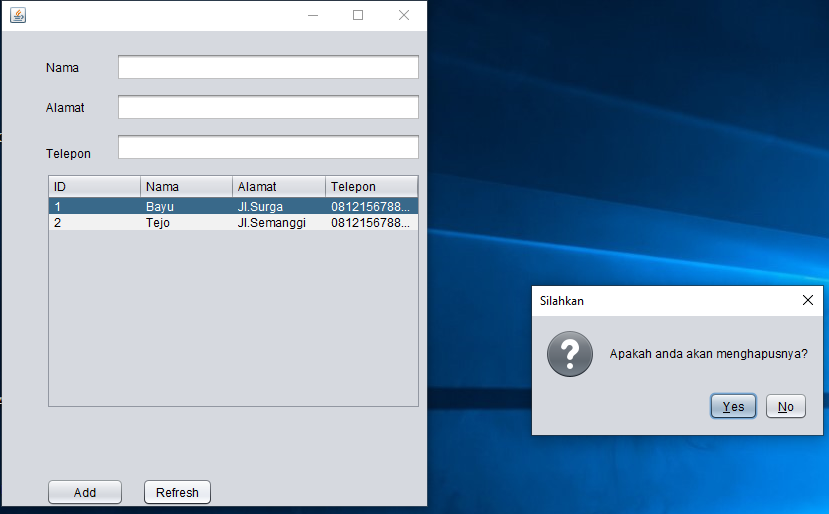 Nama
Alamat
Telepon
ID Nama Alamat Telepon
1 Bayu Jl.Surga 0812156788...
2 Tejo Jl.Semanggi 0812156788...
Add Refresh
Silahkan
Apakah anda akan menghapusnya?
Yes No